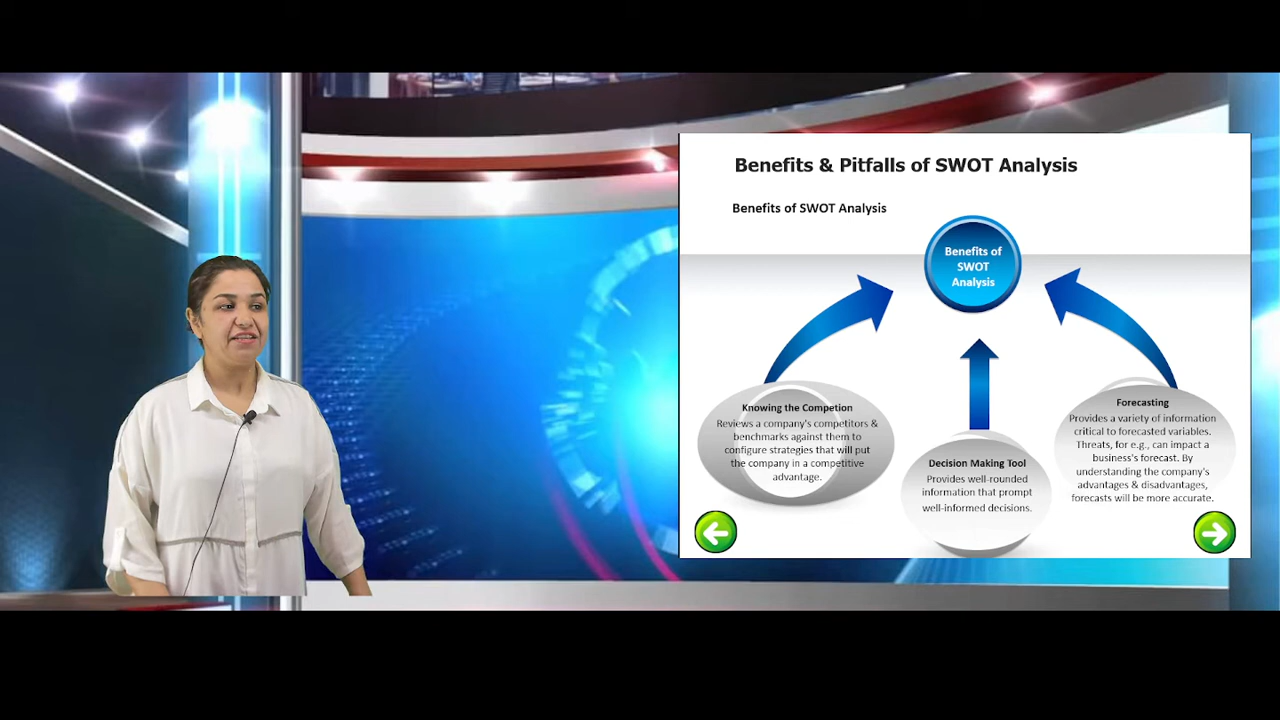 Benefits & Pitfalls of SWOT Analysis
Benefits of SWOT Analysis
Benefits of
SWOT
Analysis
Knowing the Competion
Reviews a company's competitors &
benchmarks against them to
configure strategies that will put
the company in a competitive
advantage.
Decision Making Tool
Provides well-rounded
information that prompt
well-informed decisions.
Forecasting
Provides a variety of information
critical to forecasted variables.
Threats, for e.g., can impact a
business's forecast. By
understanding the company's
advantages & disadvantages,
forecasts will be more accurate.